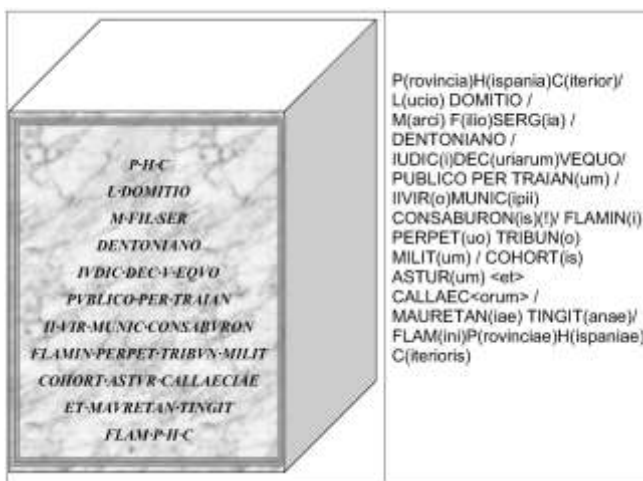 P·H·C
L·DOMITIO
M·FIL·SER
DENTONIANO
IVDIC·DEC·V·EQVO
PVBLICO·PER·TRAIAN
II·VIR·MUNIC·CONSABVRON
FLAMIN·PERPET·TRIBVN·MILIT
COHORT·ASTVR·CALLAECIAE
ET·MAVRETAN·TINGIT
FLAM·P·H·C
P(rovincia)H(ispania)C(iterior)/
L(ucio) DOMITIO /
M(arci) F(ilio)SERG(ia) /
DENTONIANO /
IUDIC(i)DEC(uriarum)VEQUO/
PUBLICO PER TRAIAN(um) /
IIVIR(o)MUNIC(ipii)
CONSABURON(is)(!)/ FLAMIN(i)
PERPET(uo) TRIBUN(o)
MILIT(um) / COHORT(is)
ASTUR(um) <et>
CALLAEC<orum> /
MAURETAN(iae) TINGIT(anae)/
FLAM(ini)P(rovinciae)H(ispaniae)
C(iterioris)